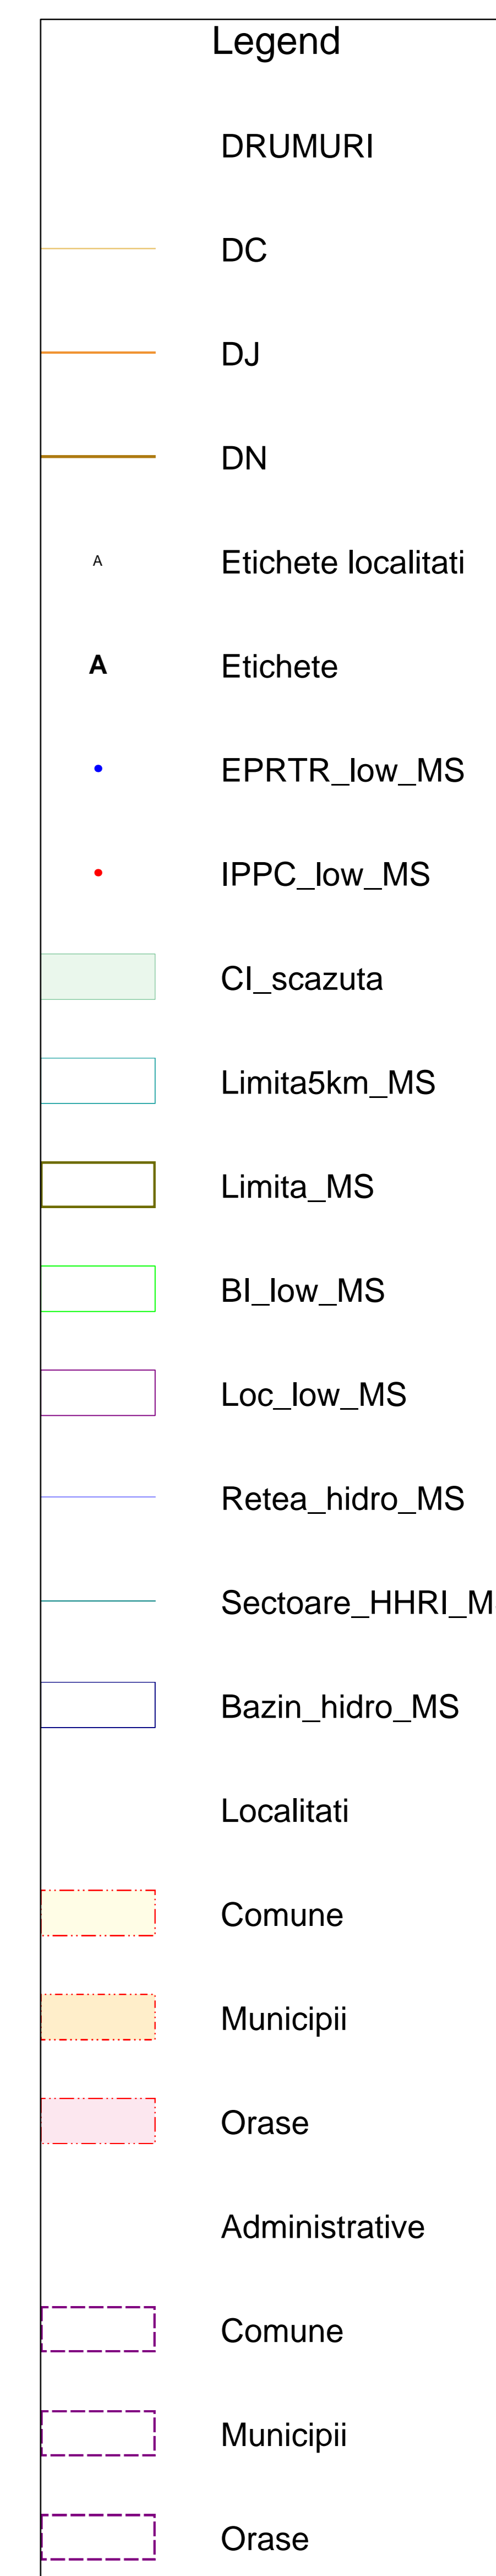 Legend
DRUMURI
DC
DJ
DN
A Etichete localitati
A Etichete
EPRTR_low_MS
IPPC_low_MS
CI_scazuta
Limita5km_MS
Limita_MS
BI_low_MS
Loc_low_MS
Retea_hidro_MS
Sectoare_HHRI_M
Bazin_hidro_MS
Localitati
Comune
Municipii
Orase
Administrative
Comune
Municipii
Orase